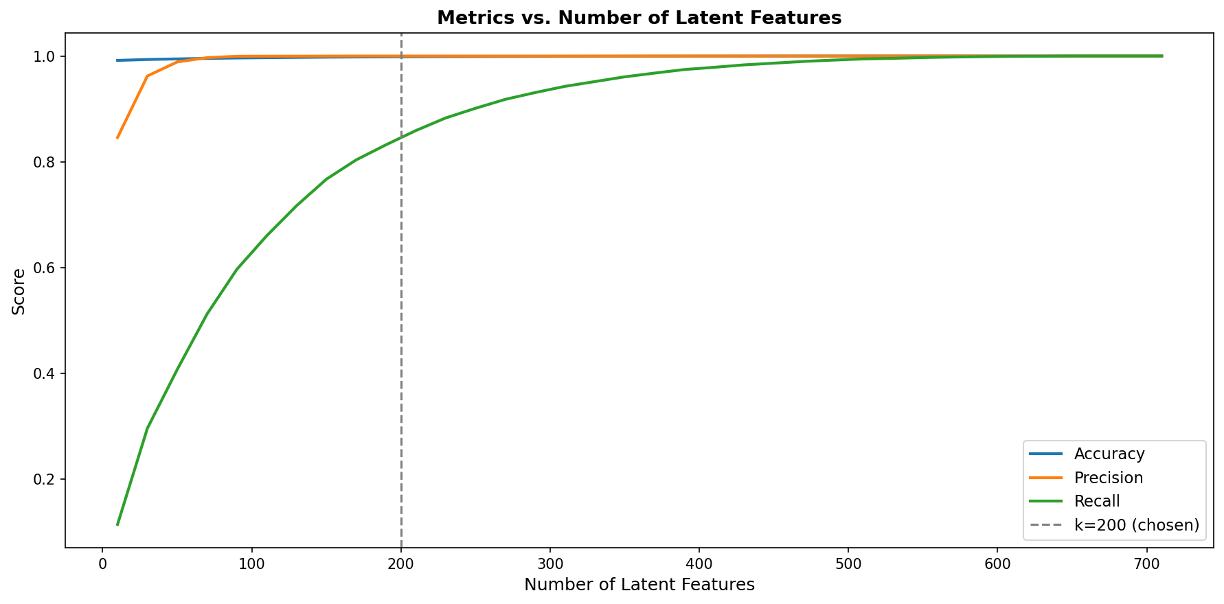 Metrics vs. Number of Latent Features
Score
1.0
0.8
0.6
0.4
0.2
0 100 200 300 400 500 600 700
Number of Latent Features
Accuracy
Precision
Recall
k=200 (chosen)